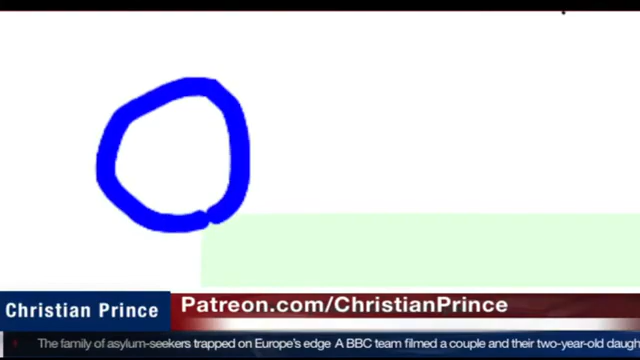 Christian Prince
Patreon.com/ChristianPrince
The family of asylum-seekers trapped on Europe's edge A BBC team filmed a couple and their two-year-old daugh